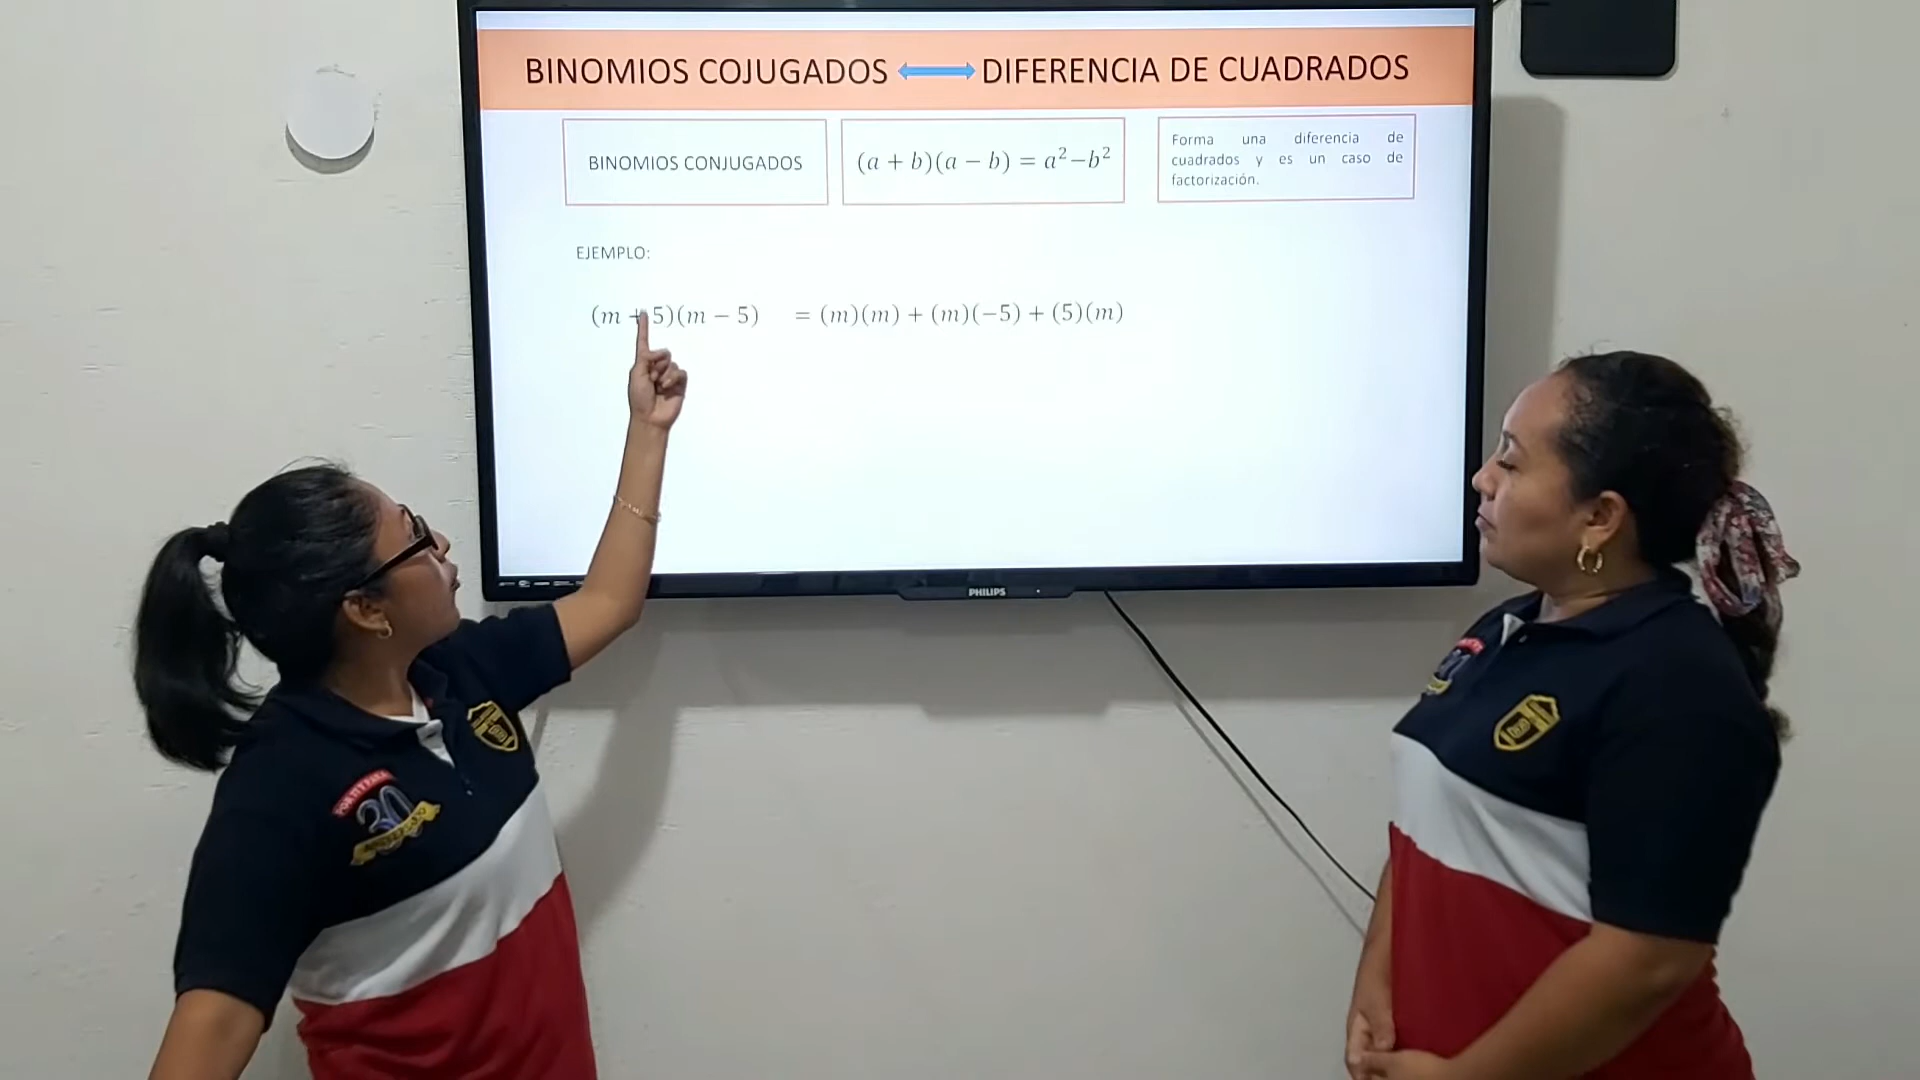 BINOMIOS COJUGADOS DIFERENCIA DE CUADRADOS
BINOMIOS CONJUGADOS
(a + b)(a − b) = a²−b²
Forma una diferencia de
cuadrados y es un caso de
factorización.
EJEMPLO:
(m + 5)(m − 5) = (m)(m) + (m)(−5) + (5)(m)
PHILIPS
30